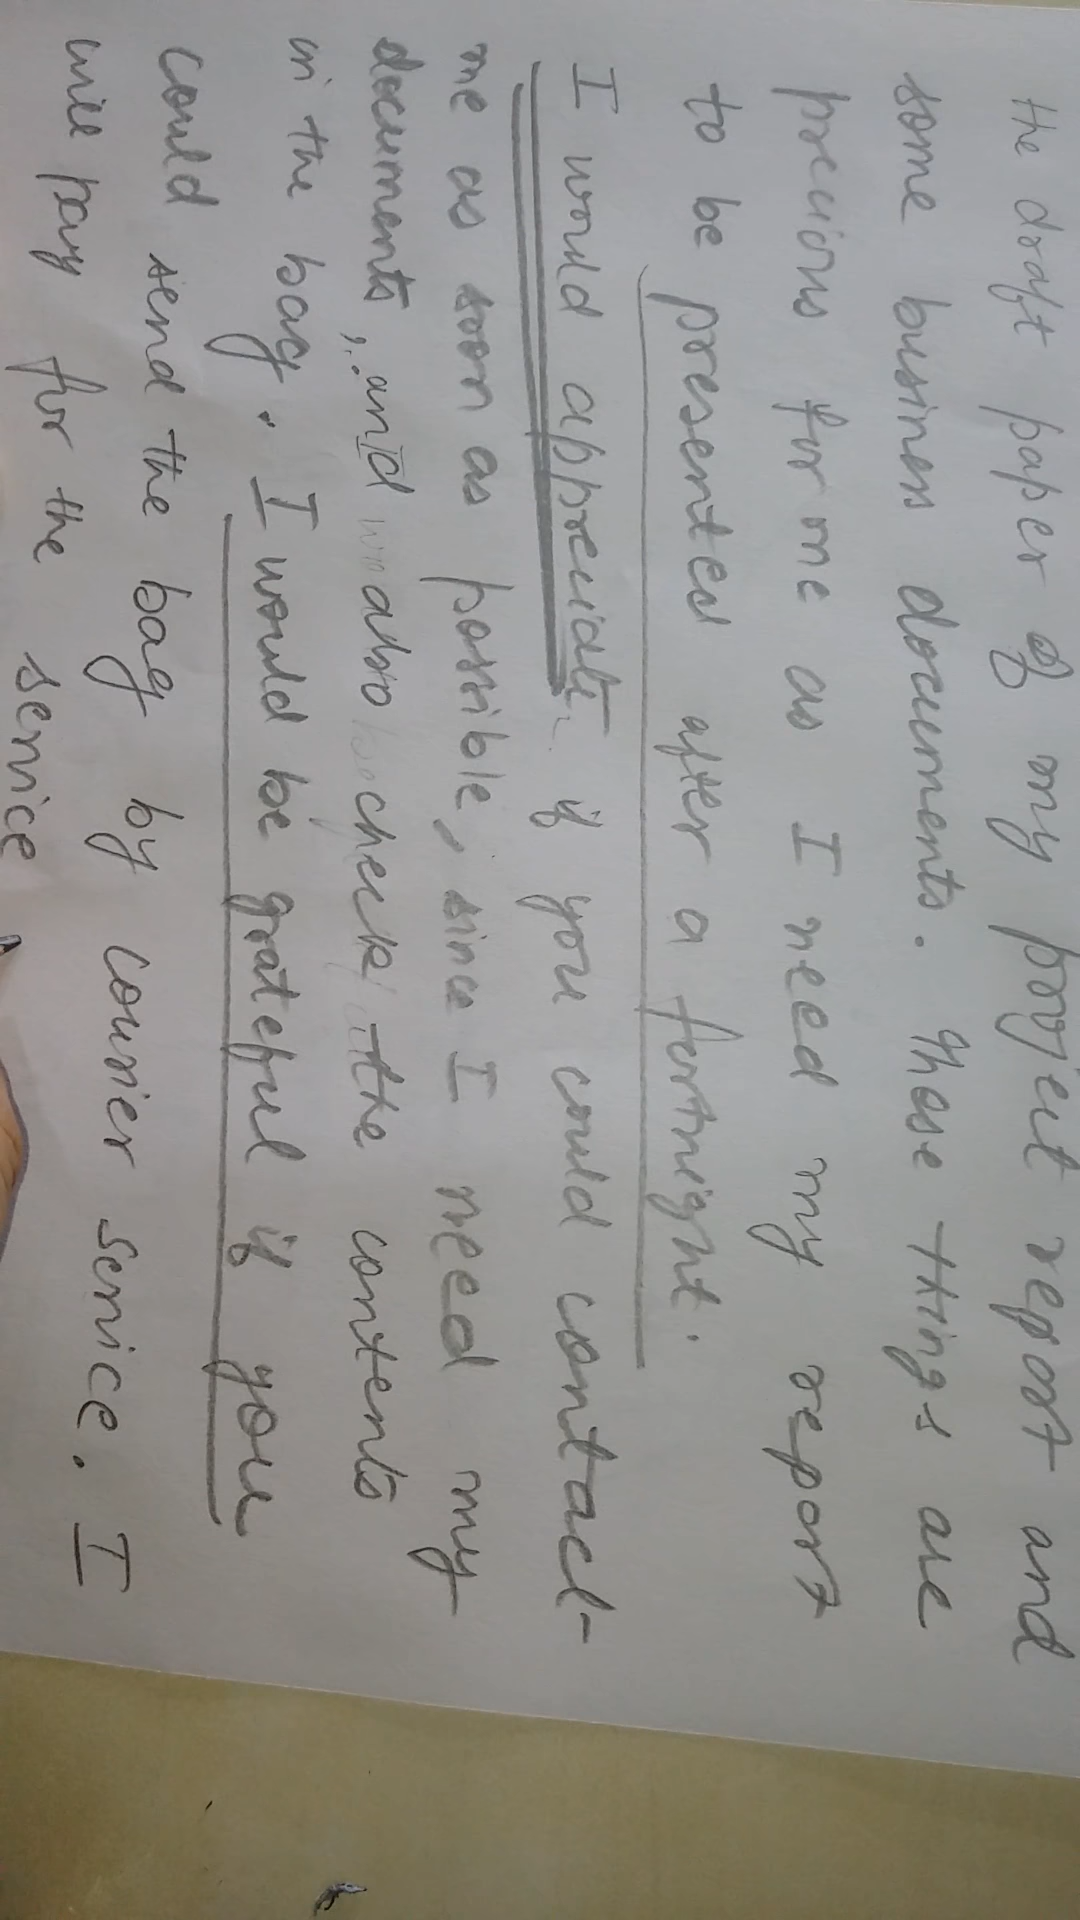 the draft paper of my project report and
some business documents. Those things are
precious for me as I need my report
to be presented after a fortnight.
I would appreciate if you could contact
me as soon as possible, since I need my
documents, and also check the contents
in the bag. I would be grateful if you
could send the bag by courier service. I
will pay for the service